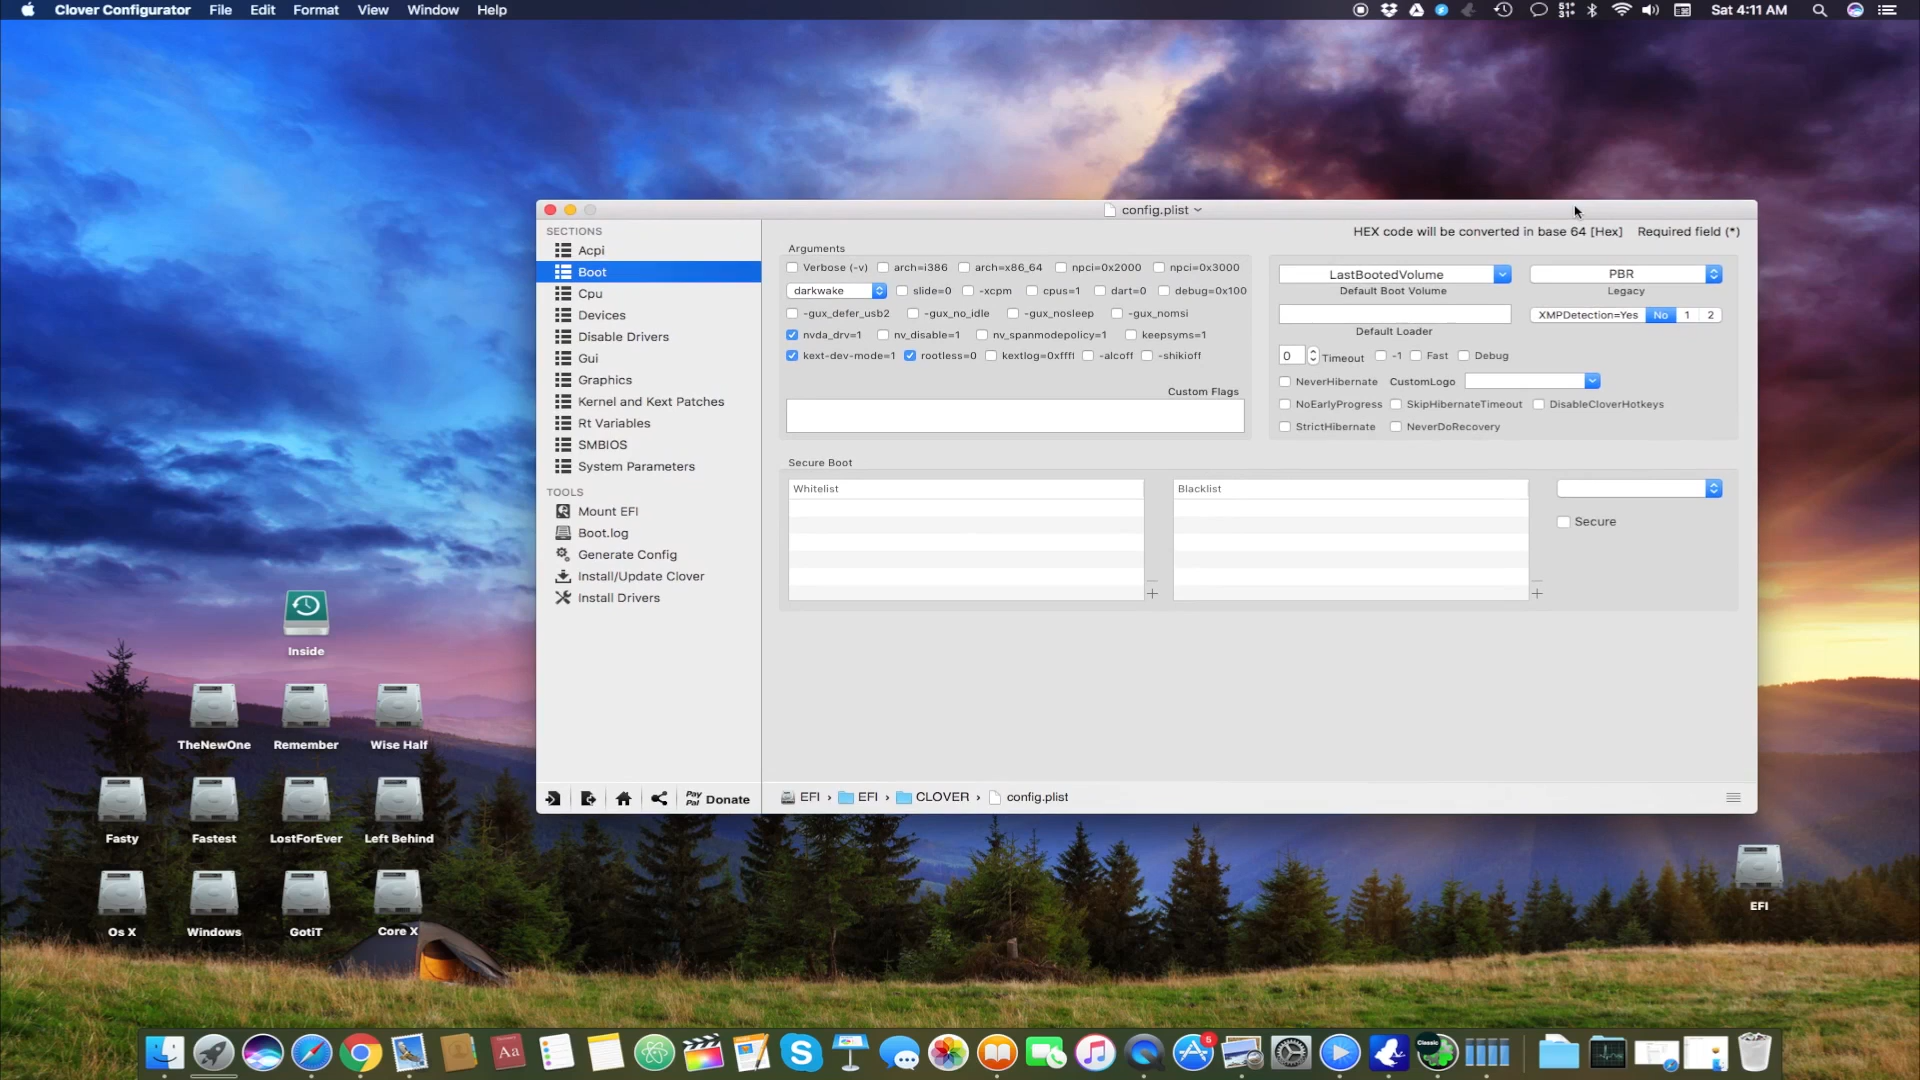 Clover Configurator File Edit Format View Window Help
51° 31° Sat 4:11 AM
config.plist
SECTIONS
Acpi
Boot
Cpu
Devices
Disable Drivers
Gui
Graphics
Kernel and Kext Patches
Rt Variables
SMBIOS
System Parameters
TOOLS
Mount EFI
Boot.log
Generate Config
Install/Update Clover
Install Drivers
Pay Pal Donate
HEX code will be converted in base 64 [Hex] Required field (*)
Arguments
Verbose (-v) arch=i386 arch=x86_64 npci=0x2000 npci=0x3000
darkwake slide=0 -xcpm cpus=1 dart=0 debug=0x100
-gux_defer_usb2 -gux_no_idle -gux_nosleep -gux_nomsi
nvda_drv=1 nv_disable=1 nv_spanmodepolicy=1 keepsyms=1
kext-dev-mode=1 rootless=0 kextlog=0xffff -alcoff -shikioff
Custom Flags
LastBootedVolume PBR
Default Boot Volume Legacy
XMPDetection=Yes No 1 2
Default Loader
0 Timeout -1 Fast Debug
NeverHibernate CustomLogo
NoEarlyProgress SkipHibernateTimeout DisableCloverHotkeys
StrictHibernate NeverDoRecovery
Secure Boot
Whitelist Blacklist
Secure
EFI › EFI › CLOVER › config.plist
Inside
TheNewOne Remember Wise Half
Fasty Fastest LostForEver Left Behind
Os X Windows GotiT Core X
EFI
Aa
5
Classic